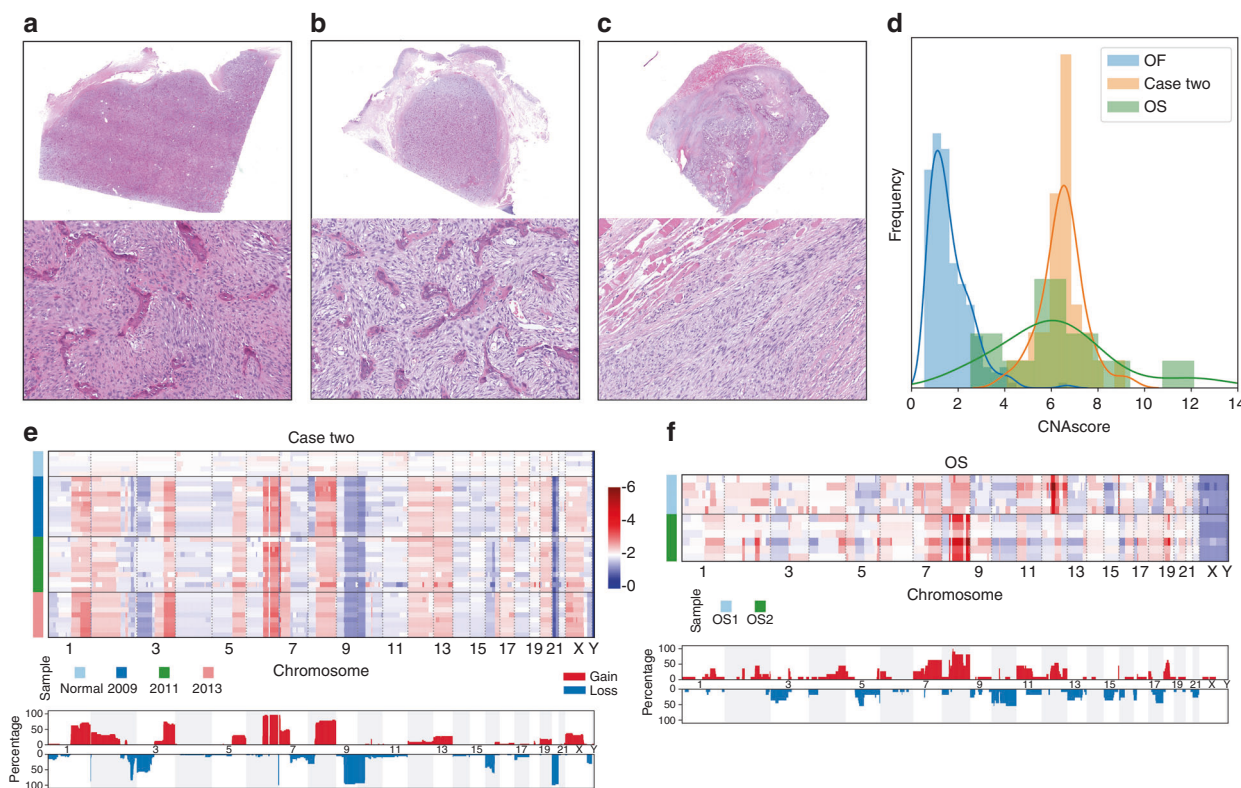 a
b
c
d
OF
Case two
OS
Frequency
0 2 4 6 8 10 12 14
CNAscore
e
Case two
6
4
2
0
1 3 5 7 9 11 13 15 17 19 21 X Y
Chromosome
Sample
Normal 2009 2011 2013
Gain
Loss
Percentage
100
50
0
1 3 5 7 9 11 13 15 17 19 21 X Y
0
50
100
f
OS
1 3 5 7 9 11 13 15 17 19 21 X Y
Chromosome
Sample
OS1 OS2
Percentage
100
50
0
1 3 5 7 9 11 13 15 17 19 21 X Y
0
50
100